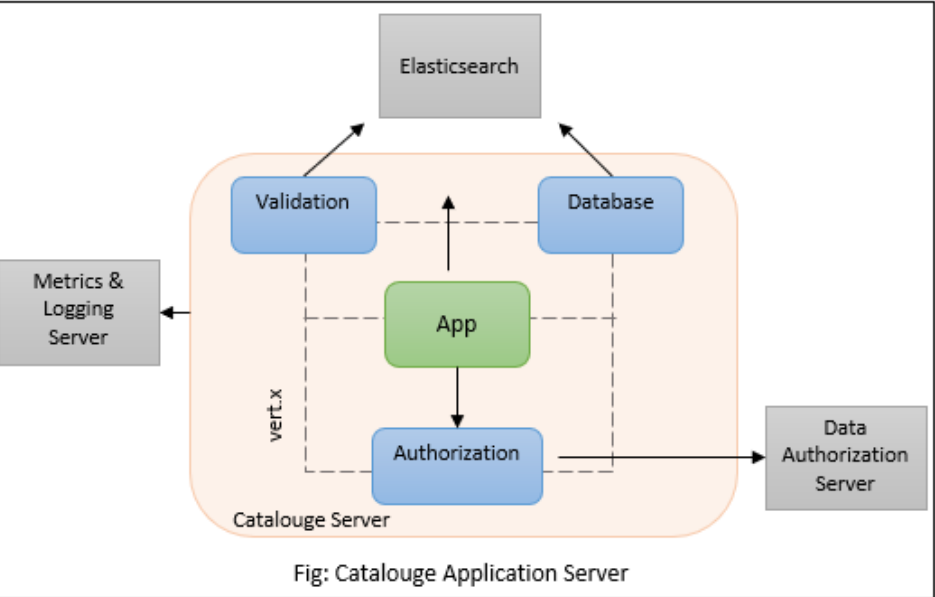 Elasticsearch
Validation
Database
Metrics &
Logging
Server
App
vert.x
Authorization
Data
Authorization
Server
Catalouge Server
Fig: Catalouge Application Server